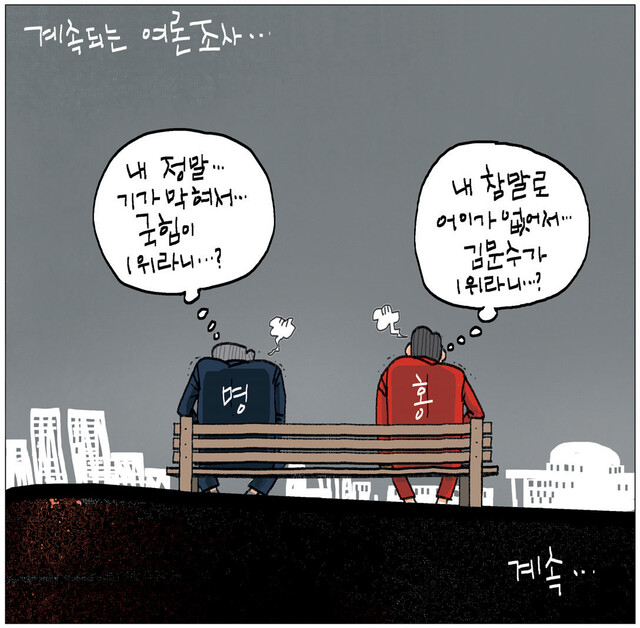 계속되는 여론조사...
내 정말...
기가 막혀서...
국힘이
1위라니...?
내 참말로
어이가 없어서...
김문수가
1위라니...?
명
홍
계속...